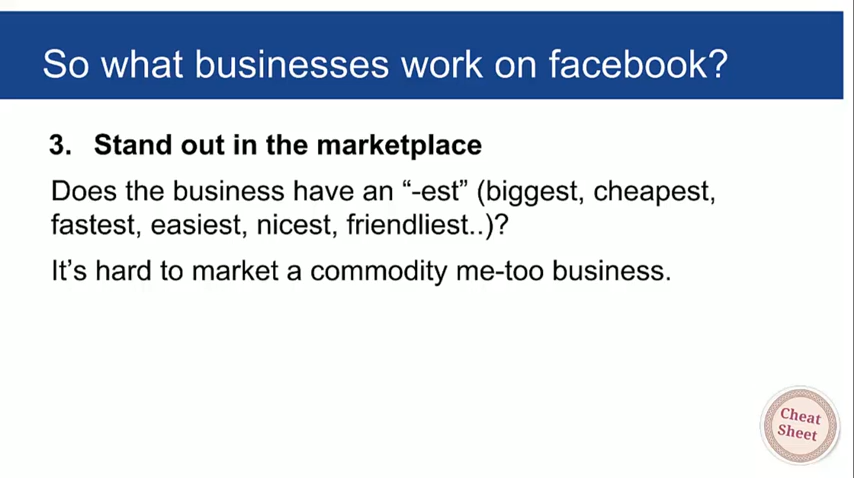 So what businesses work on facebook?
3. Stand out in the marketplace
Does the business have an “-est” (biggest, cheapest,
fastest, easiest, nicest, friendliest..)?
It’s hard to market a commodity me-too business.
Cheat
Sheet